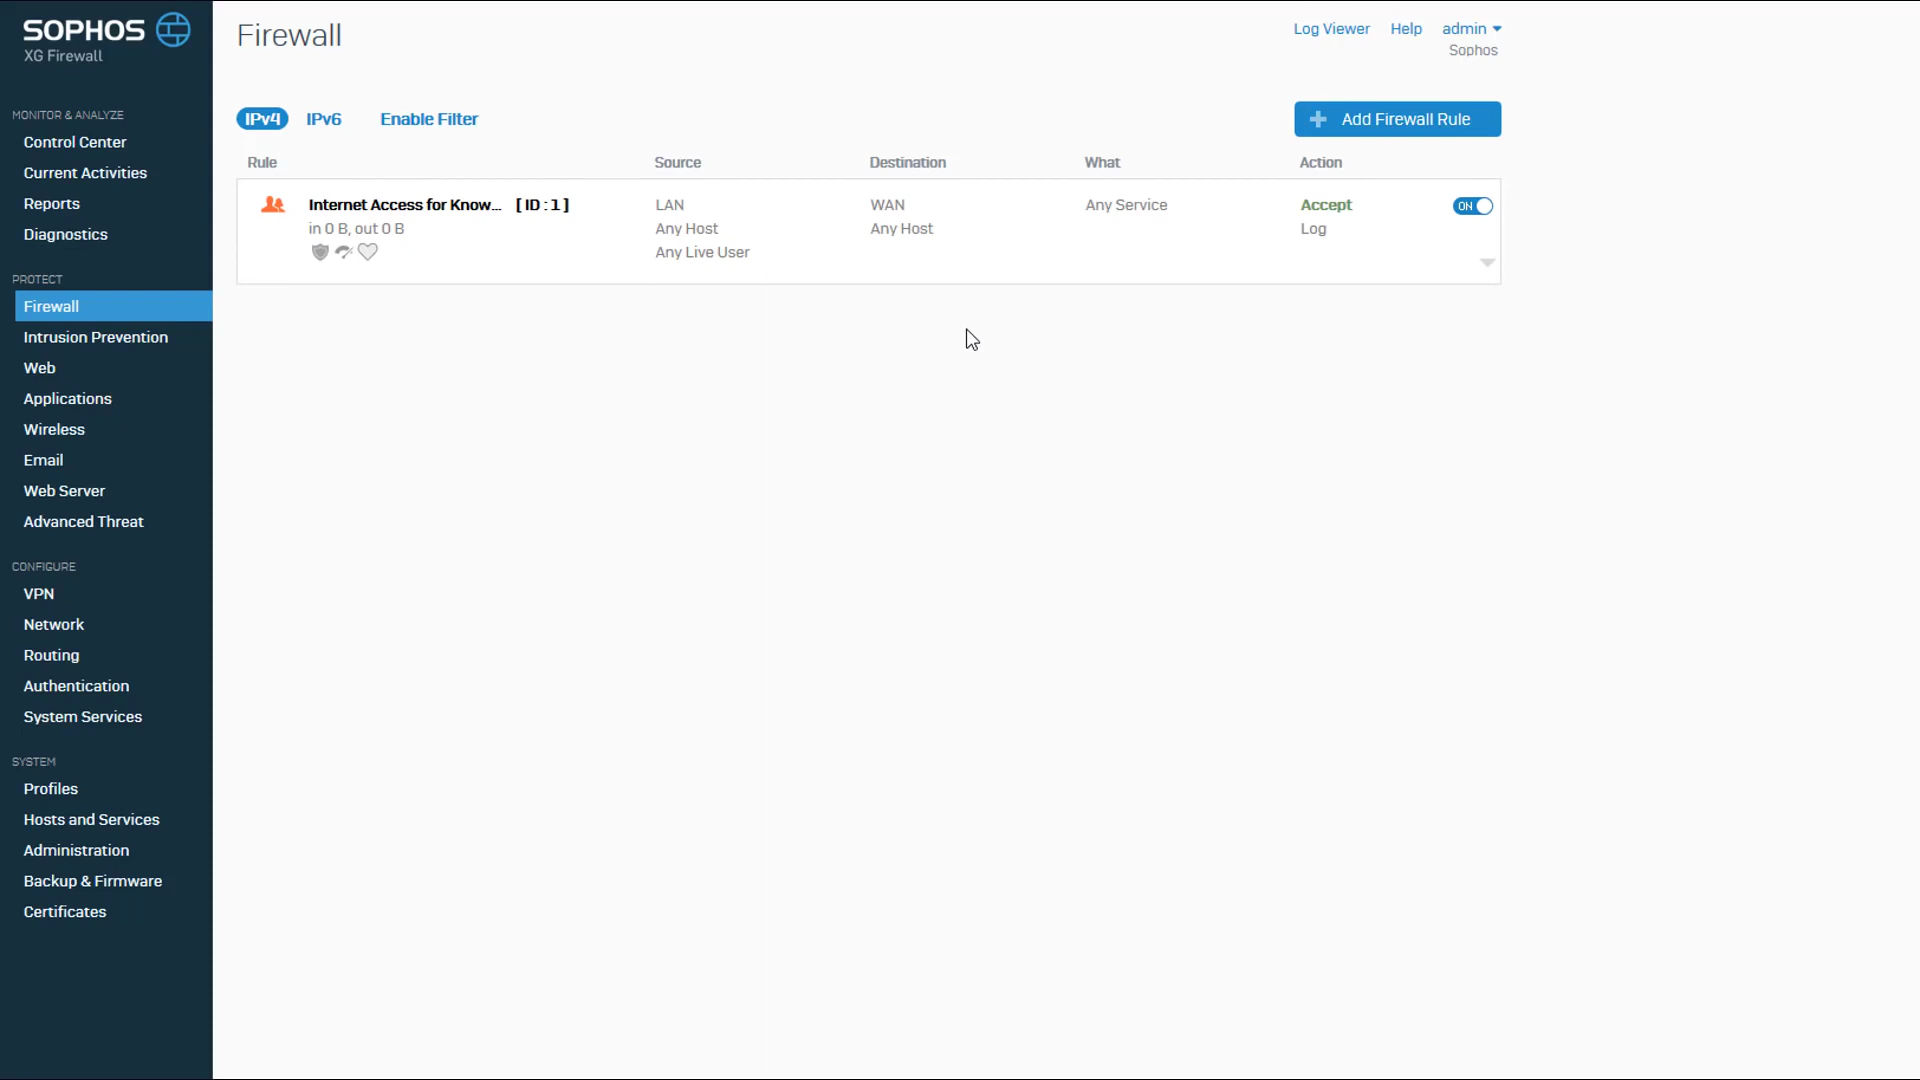 SOPHOS
XG Firewall
MONITOR & ANALYZE
Control Center
Current Activities
Reports
Diagnostics
PROTECT
Firewall
Intrusion Prevention
Web
Applications
Wireless
Email
Web Server
Advanced Threat
CONFIGURE
VPN
Network
Routing
Authentication
System Services
SYSTEM
Profiles
Hosts and Services
Administration
Backup & Firmware
Certificates
Firewall
Log Viewer Help admin
Sophos
IPv4 IPv6 Enable Filter Add Firewall Rule
Rule Source Destination What Action
Internet Access for Know... [ ID : 1 ] LAN WAN Any Service Accept ON
in 0 B, out 0 B Any Host Any Host Log
Any Live User